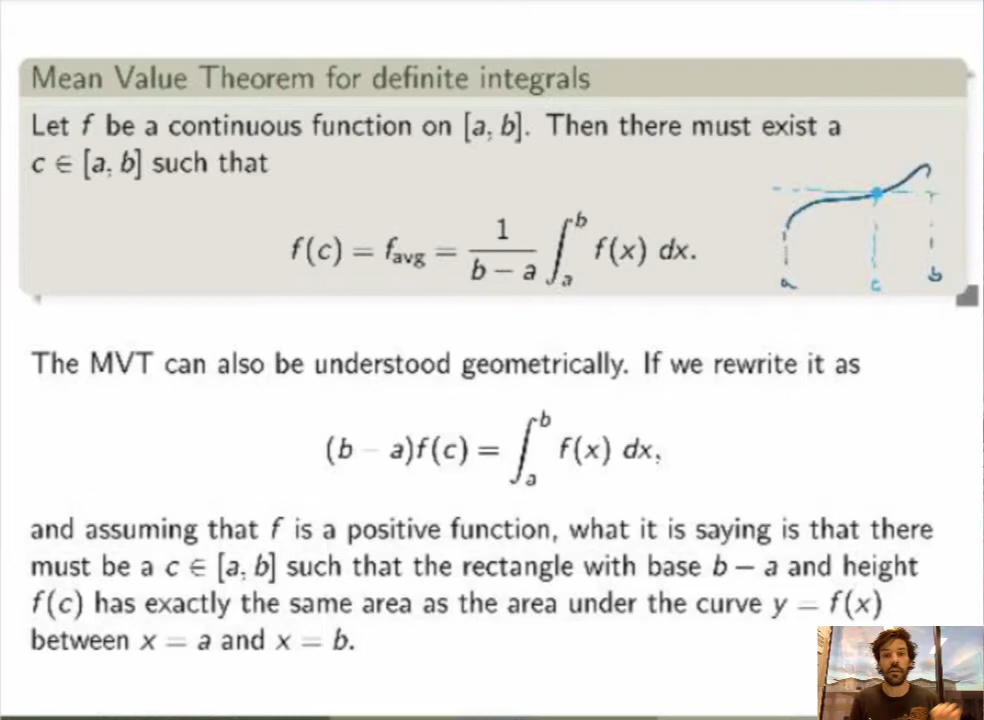 Mean Value Theorem for definite integrals
Let f be a continuous function on [a, b]. Then there must exist a
c ∈ [a, b] such that
f(c) = f_avg = \frac{1}{b − a} ∫_a^b f(x) dx.
a c b
The MVT can also be understood geometrically. If we rewrite it as
(b − a)f(c) = ∫_a^b f(x) dx,
and assuming that f is a positive function, what it is saying is that there
must be a c ∈ [a, b] such that the rectangle with base b − a and height
f(c) has exactly the same area as the area under the curve y = f(x)
between x = a and x = b.